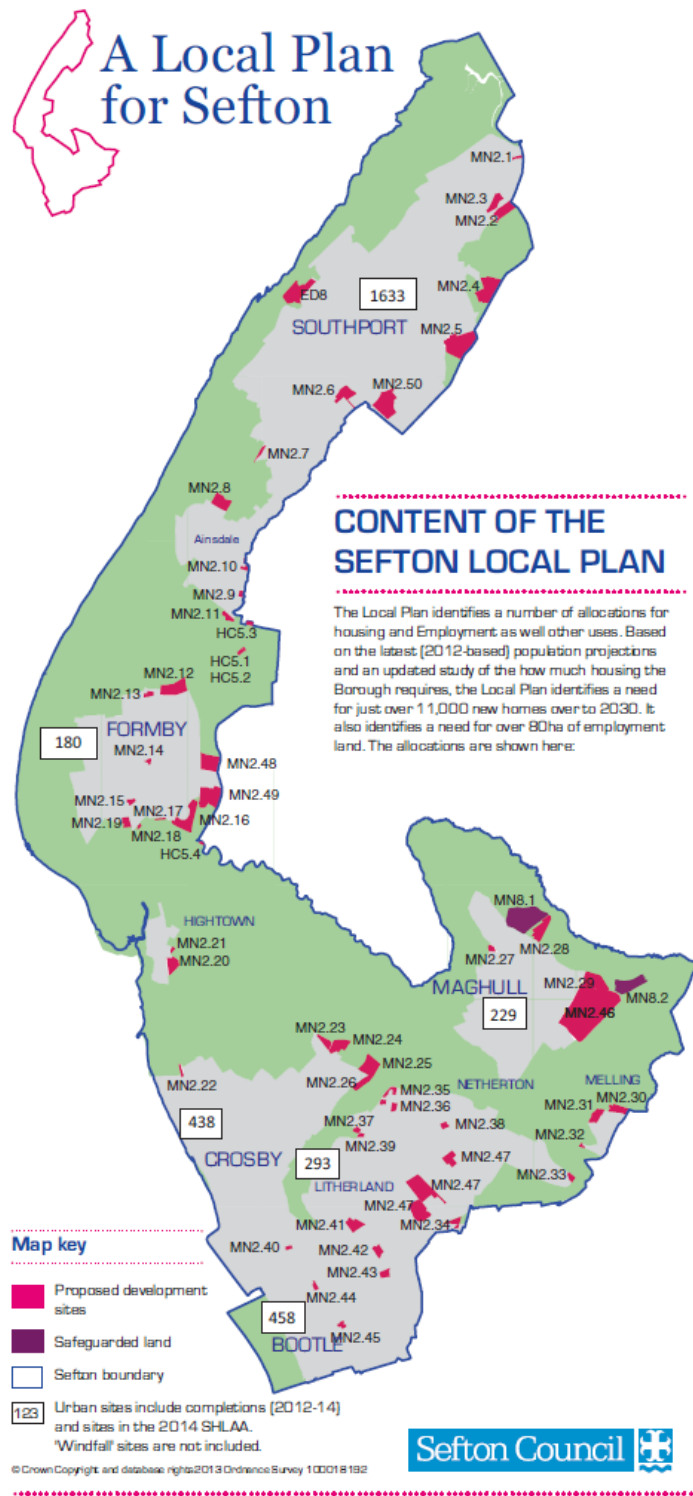 A Local Plan
for Sefton
MN2.1
MN2.3
MN2.2
MN2.4
ED8
1633
SOUTHPORT
MN2.5
MN2.6
MN2.50
MN2.7
MN2.8
CONTENT OF THE
SEFTON LOCAL PLAN
Ainsdale
MN2.10
MN2.9
MN2.11
HC5.3
HC5.1
HC5.2
The Local Plan identifies a number of allocations for
housing and Employment as well other uses. Based
on the latest (2012-based) population projections
and an updated study of the how much housing the
Borough requires, the Local Plan identifies a need
for just over 11,000 new homes over to 2030. It
also identifies a need for over 80ha of employment
land. The allocations are shown here:
MN2.12
MN2.13
FORMBY
180
MN2.14
MN2.48
MN2.15
MN2.49
MN2.17
MN2.19
MN2.16
MN2.18
HC5.4
HIGHTOWN
MN2.21
MN2.20
MN8.1
MN2.28
MN2.27
MAGHULL
MN2.29
MN8.2
229
MN2.46
MN2.23
MN2.24
MN2.25
MN2.26
MN2.22
NETHERTON
MELLING
MN2.35
MN2.36
MN2.30
MN2.31
438
MN2.37
MN2.38
MN2.32
MN2.39
CROSBY
293
MN2.47
MN2.33
LITHERLAND
MN2.47
MN2.47
MN2.41
MN2.34
MN2.40
MN2.42
MN2.43
MN2.44
458
BOOTLE
MN2.45
Map key
Proposed development
sites
Safeguarded land
Sefton boundary
123
Urban sites include completions (2012-14)
and sites in the 2014 SHLAA.
'Windfall' sites are not included.
© Crown Copyright and database rights 2013 Ordnance Survey 100018192
Sefton Council